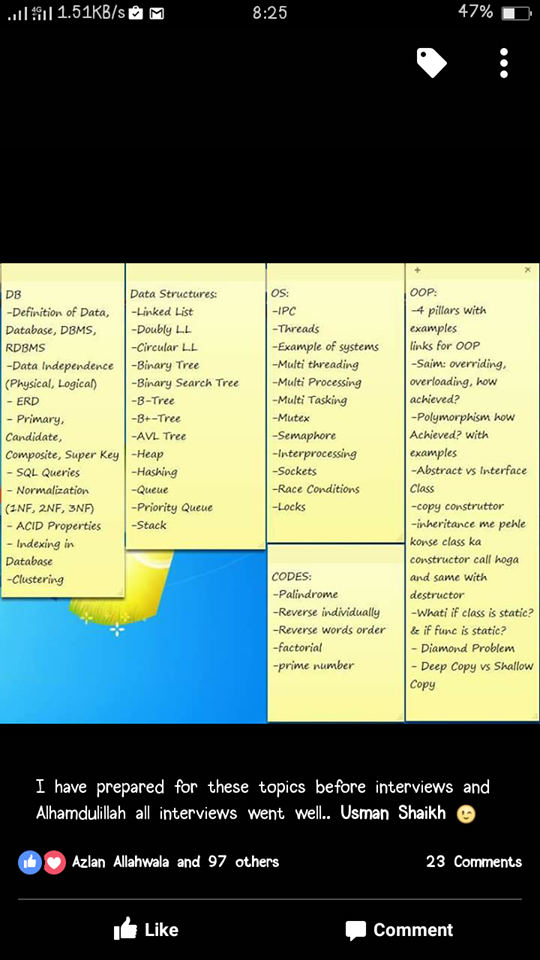 1.51KB/s
8:25
47%
DB
-Definition of Data,
Database, DBMS,
RDBMS
-Data Independence
(Physical, Logical)
- ERD
- Primary,
Candidate,
Composite, Super Key
- SQL Queries
- Normalization
(1NF, 2NF, 3NF)
- ACID Properties
- Indexing in
Database
-Clustering
Data Structures:
-Linked List
-Doubly L.L
-Circular L.L
-Binary Tree
-Binary Search Tree
-B-Tree
-B+-Tree
-AVL Tree
-Heap
-Hashing
-Queue
-Priority Queue
-Stack
OS:
-IPC
-Threads
-Example of systems
-Multi threading
-Multi Processing
-Multi Tasking
-Mutex
-Semaphore
-Interprocessing
-Sockets
-Race Conditions
-Locks
CODES:
-Palindrome
-Reverse individually
-Reverse words order
-factorial
-prime number
OOP:
-4 pillars with
examples
links for OOP
-Saim: overriding,
overloading, how
achieved?
-Polymorphism how
Achieved? with
examples
-Abstract vs Interface
Class
-copy construttor
-inheritance me pehle
konse class ka
constructor call hoga
and same with
destructor
-Whati if class is static?
& if func is static?
- Diamond Problem
- Deep Copy vs Shallow
Copy
I have prepared for these topics before interviews and
Alhamdulillah all interviews went well.. Usman Shaikh 😉
Azlan Allahwala and 97 others
23 Comments
Like
Comment